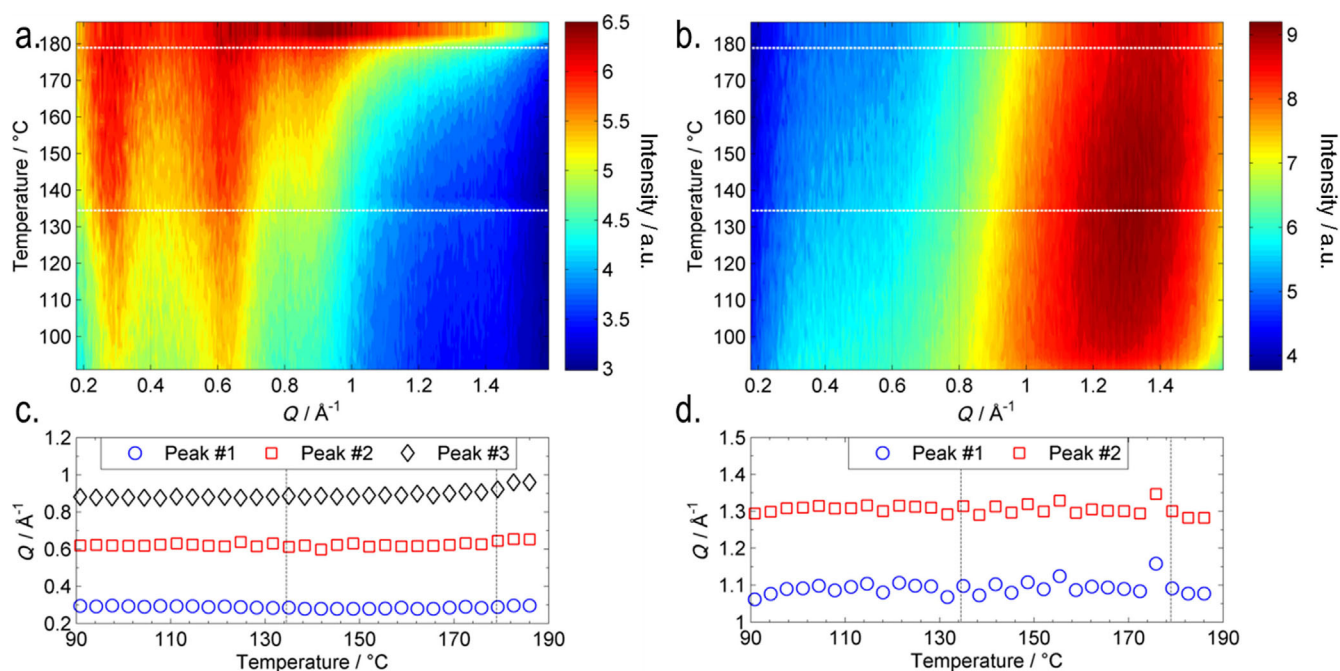 a.
180
170
160
150
140
130
120
110
100
Temperature / °C
0.2 0.4 0.6 0.8 1 1.2 1.4
Q / Å⁻¹
6.5
6
5.5
5
4.5
4
3.5
3
Intensity / a.u.
b.
180
170
160
150
140
130
120
110
100
Temperature / °C
0.2 0.4 0.6 0.8 1 1.2 1.4
Q / Å⁻¹
9
8
7
6
5
4
Intensity / a.u.
c.
Peak #1 Peak #2 Peak #3
1.2
1
0.8
0.6
0.4
0.2
Q / Å⁻¹
90 110 130 150 170 190
Temperature / °C
d.
Peak #1 Peak #2
1.5
1.4
1.3
1.2
1.1
1
Q / Å⁻¹
90 110 130 150 170 190
Temperature / °C